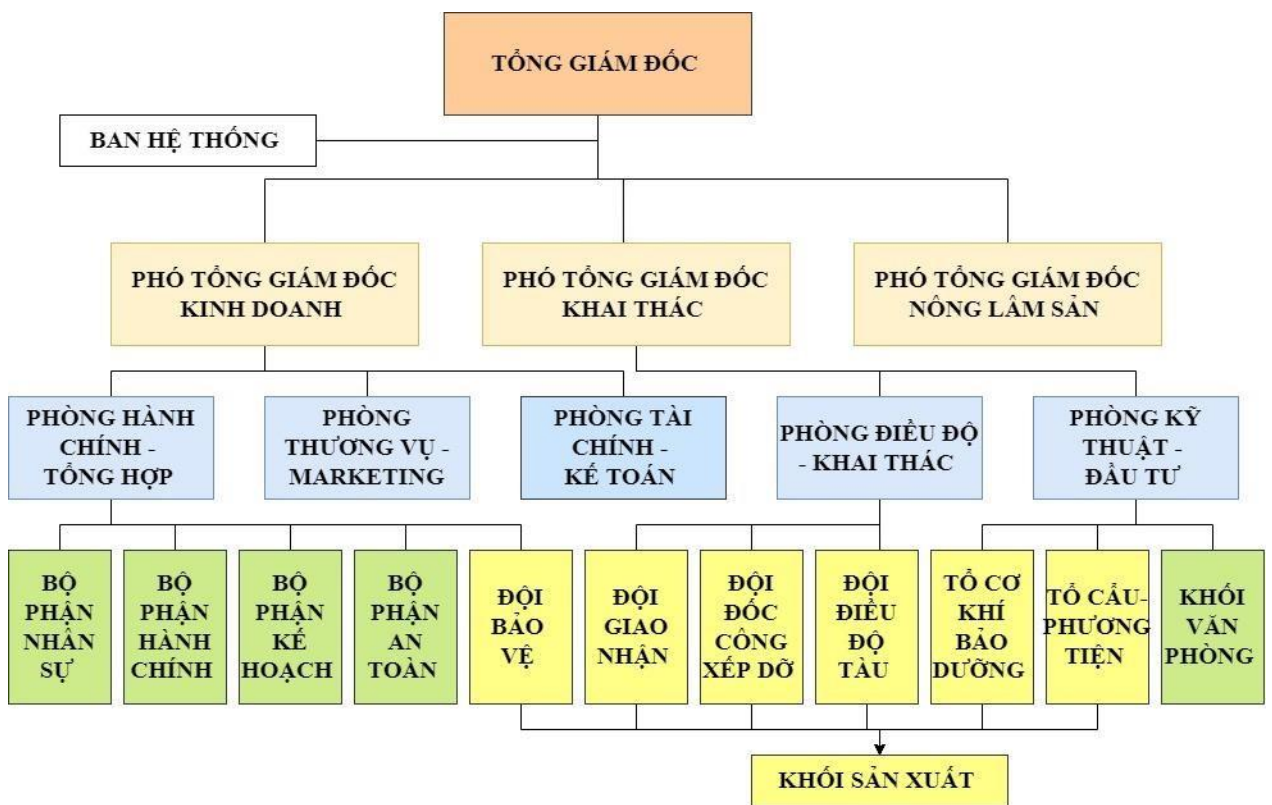 TỔNG GIÁM ĐỐC
BAN HỆ THỐNG
PHÓ TỔNG GIÁM ĐỐC
KINH DOANH
PHÓ TỔNG GIÁM ĐỐC
KHAI THÁC
PHÓ TỔNG GIÁM ĐỐC
NÔNG LÂM SẢN
PHÒNG HÀNH
CHÍNH -
TỔNG HỢP
PHÒNG
THƯƠNG VỤ -
MARKETING
PHÒNG TÀI
CHÍNH -
KẾ TOÁN
PHÒNG ĐIỀU ĐỘ
- KHAI THÁC
PHÒNG KỸ
THUẬT -
ĐẦU TƯ
BỘ
PHẬN
NHÂN
SỰ
BỘ
PHẬN
HÀNH
CHÍNH
BỘ
PHẬN
KẾ
HOẠCH
BỘ
PHẬN
AN
TOÀN
ĐỘI
BẢO
VỆ
ĐỘI
GIAO
NHẬN
ĐỘI
ĐỐC
CÔNG
XẾP DỠ
ĐỘI
ĐIỀU
ĐỘ
TÀU
TỔ CƠ
KHÍ
BẢO
DƯỠNG
TỔ CẨU-
PHƯƠNG
TIỆN
KHỐI
VĂN
PHÒNG
KHỐI SẢN XUẤT